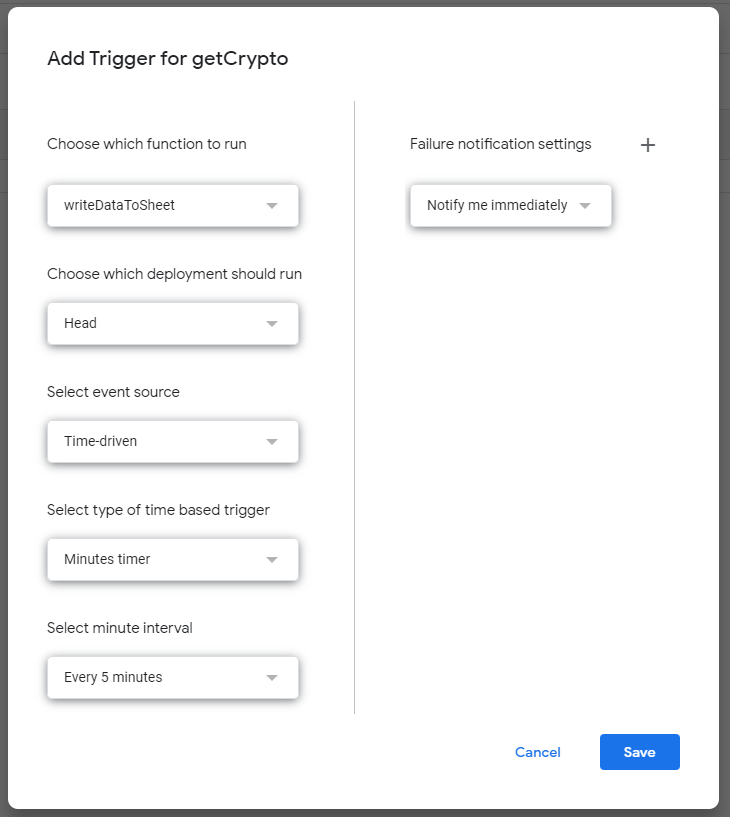 Add Trigger for getCrypto
Choose which function to run
writeDataToSheet
Choose which deployment should run
Head
Select event source
Time-driven
Select type of time based trigger
Minutes timer
Select minute interval
Every 5 minutes
Failure notification settings
Notify me immediately
Cancel
Save